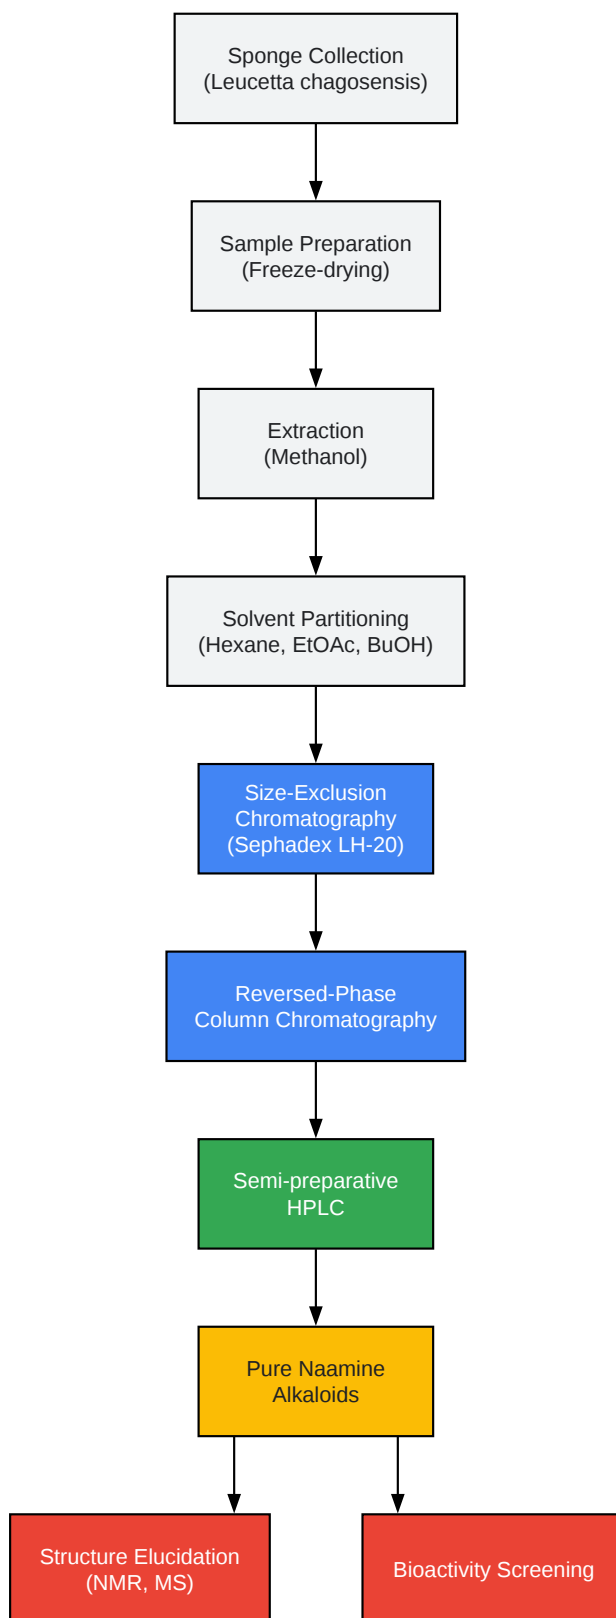 Sponge Collection
(Leucetta chagosensis)
Sample Preparation
(Freeze-drying)
Extraction
(Methanol)
Solvent Partitioning
(Hexane, EtOAc, BuOH)
Size-Exclusion
Chromatography
(Sephadex LH-20)
Reversed-Phase
Column Chromatography
Semi-preparative
HPLC
Pure Naamine
Alkaloids
Structure Elucidation
(NMR, MS)
Bioactivity Screening